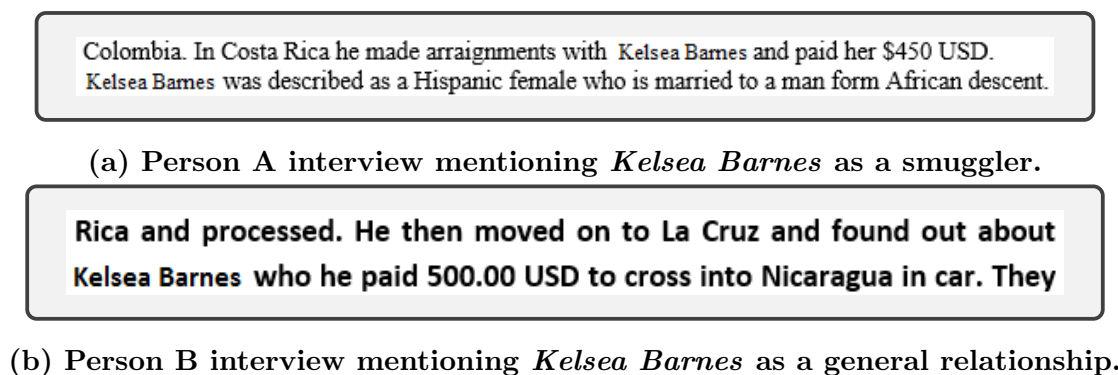 Colombia. In Costa Rica he made arraignments with Kelsea Barnes and paid her $450 USD.
Kelsea Barnes was described as a Hispanic female who is married to a man form African descent.
(a) Person A interview mentioning Kelsea Barnes as a smuggler.
Rica and processed. He then moved on to La Cruz and found out about
Kelsea Barnes who he paid 500.00 USD to cross into Nicaragua in car. They
(b) Person B interview mentioning Kelsea Barnes as a general relationship.